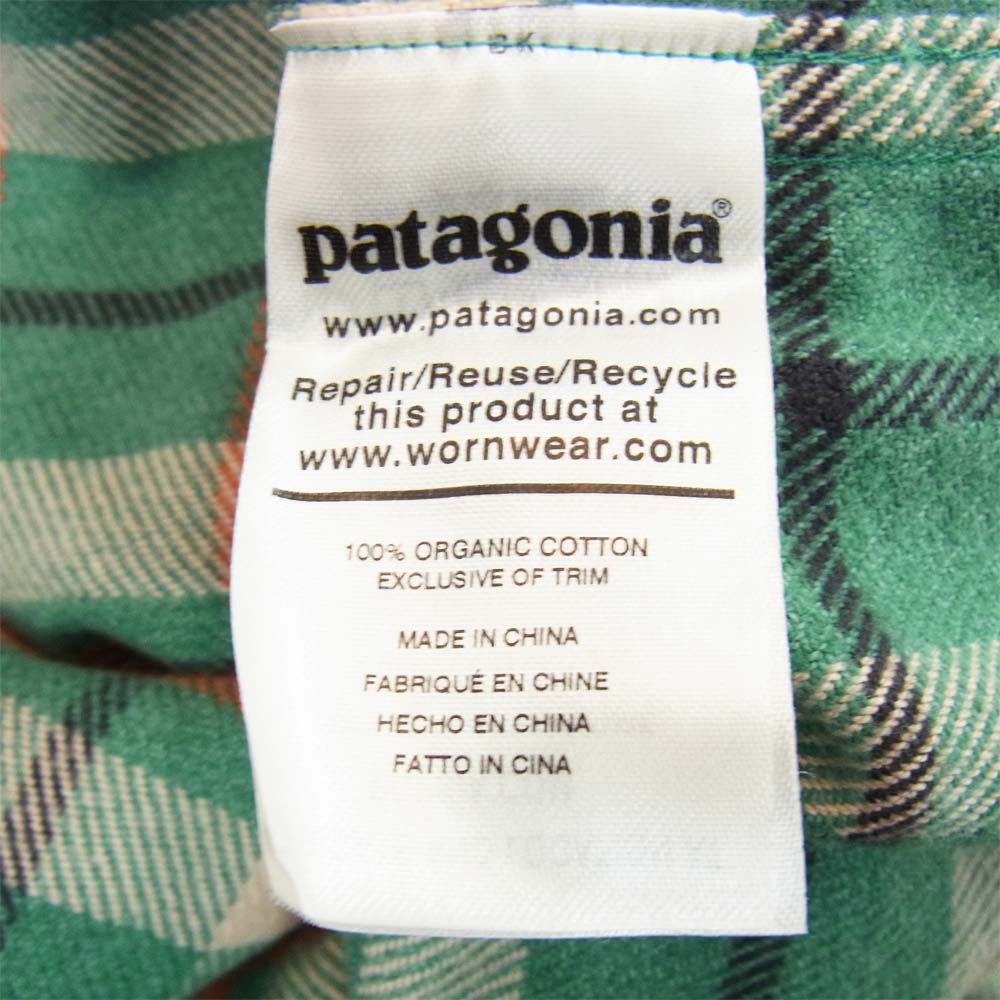 BK
patagonia®
www.patagonia.com
Repair/Reuse/Recycle
this product at
www.wornwear.com
100% ORGANIC COTTON
EXCLUSIVE OF TRIM
MADE IN CHINA
FABRIQUÉ EN CHINE
HECHO EN CHINA
FATTO IN CINA